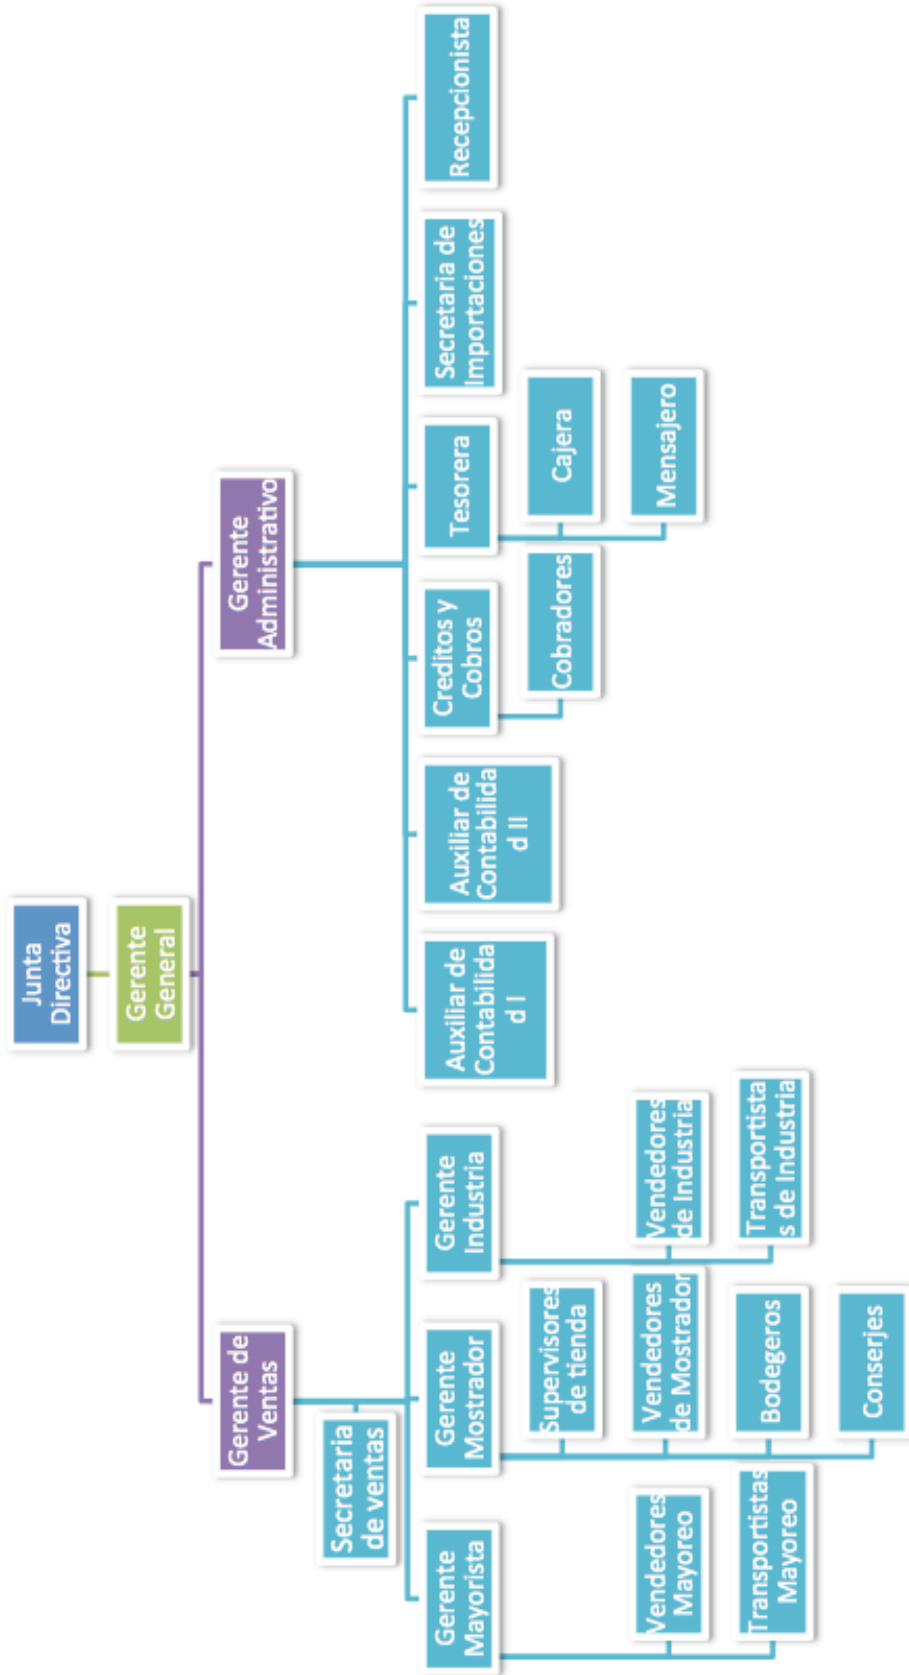 Junta
Directiva
Gerente
General
Gerente de
Ventas
Gerente
Administrativo
Secretaria
de ventas
Gerente
Mayorista
Gerente
Mostrador
Gerente
Industria
Auxiliar de
Contabilida
d I
Auxiliar de
Contabilida
d II
Creditos y
Cobros
Tesorera
Secretaria de
Importaciones
Recepcionista
Supervisores
de tienda
Cobradores
Cajera
Vendedores
Mayoreo
Vendedores
de Mostrador
Vendedores
de Industria
Mensajero
Transportistas
Mayoreo
Bodegeros
Transportista
s de Industria
Conserjes